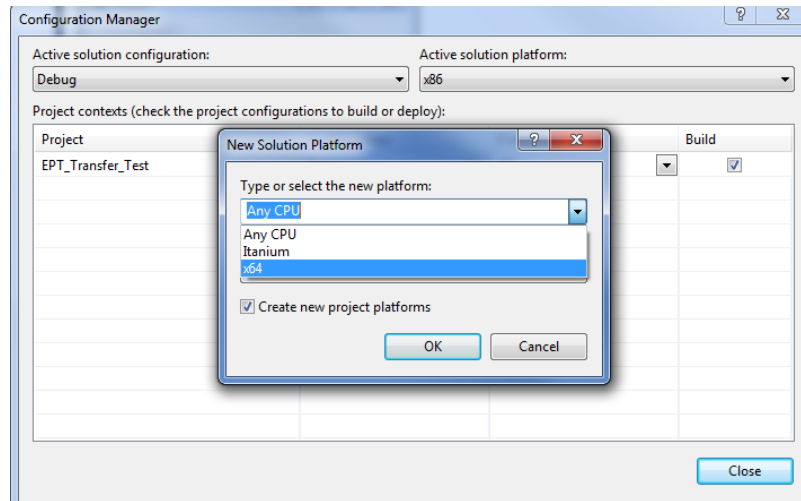 Configuration Manager
Active solution configuration: Active solution platform:
Debug x86
Project contexts (check the project configurations to build or deploy):
Project Build
New Solution Platform
EPT_Transfer_Test
Type or select the new platform:
Any CPU
Any CPU
Itanium
x64
Create new project platforms
OK Cancel
Close